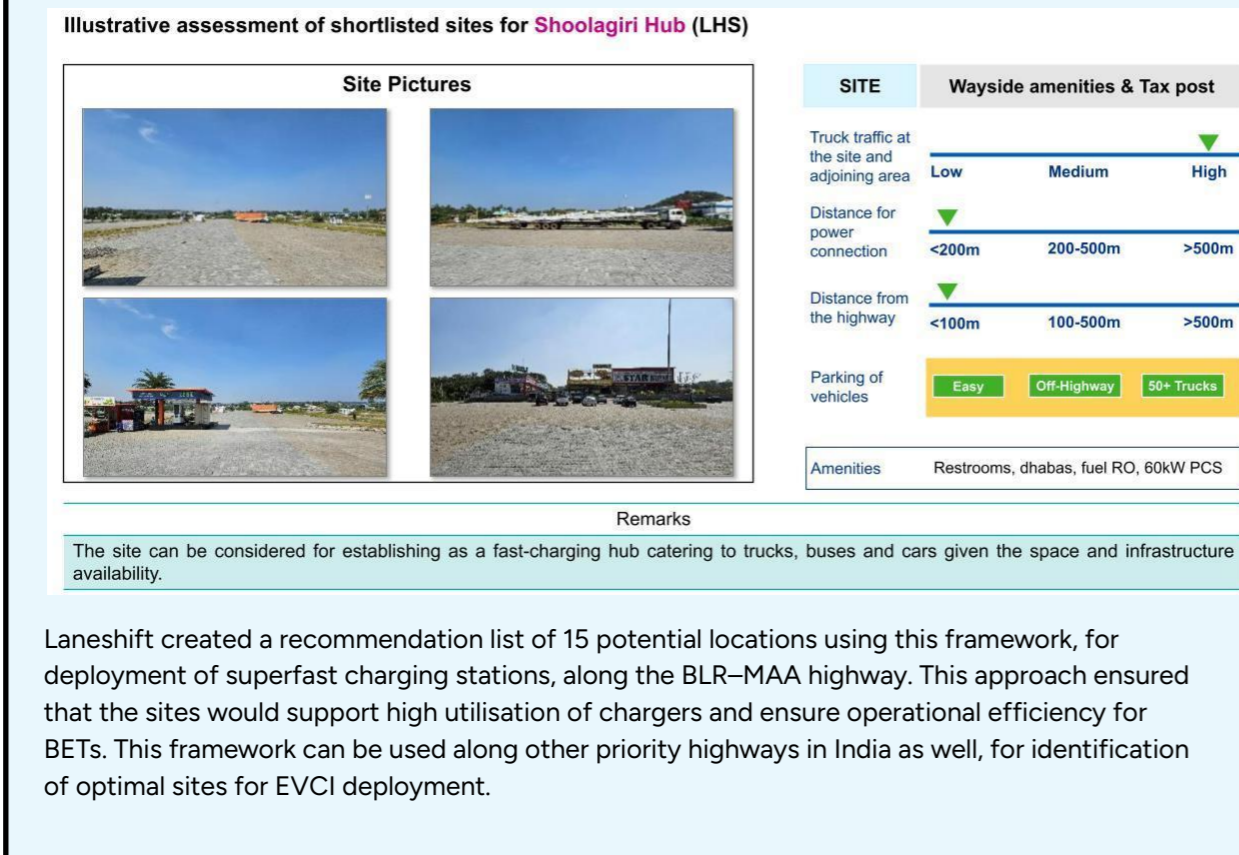 Illustrative assessment of shortlisted sites for Shoolagiri Hub (LHS)
Site Pictures
STAR
SITE
Wayside amenities & Tax post
Truck traffic at
the site and
adjoining area
Low
Medium
High
Distance for
power
connection
<200m
200-500m
>500m
Distance from
the highway
<100m
100-500m
>500m
Parking of
vehicles
Easy
Off-Highway
50+ Trucks
Amenities
Restrooms, dhabas, fuel RO, 60kW PCS
Remarks
The site can be considered for establishing as a fast-charging hub catering to trucks, buses and cars given the space and infrastructure
availability.
Laneshift created a recommendation list of 15 potential locations using this framework, for
deployment of superfast charging stations, along the BLR–MAA highway. This approach ensured
that the sites would support high utilisation of chargers and ensure operational efficiency for
BETs. This framework can be used along other priority highways in India as well, for identification
of optimal sites for EVCI deployment.